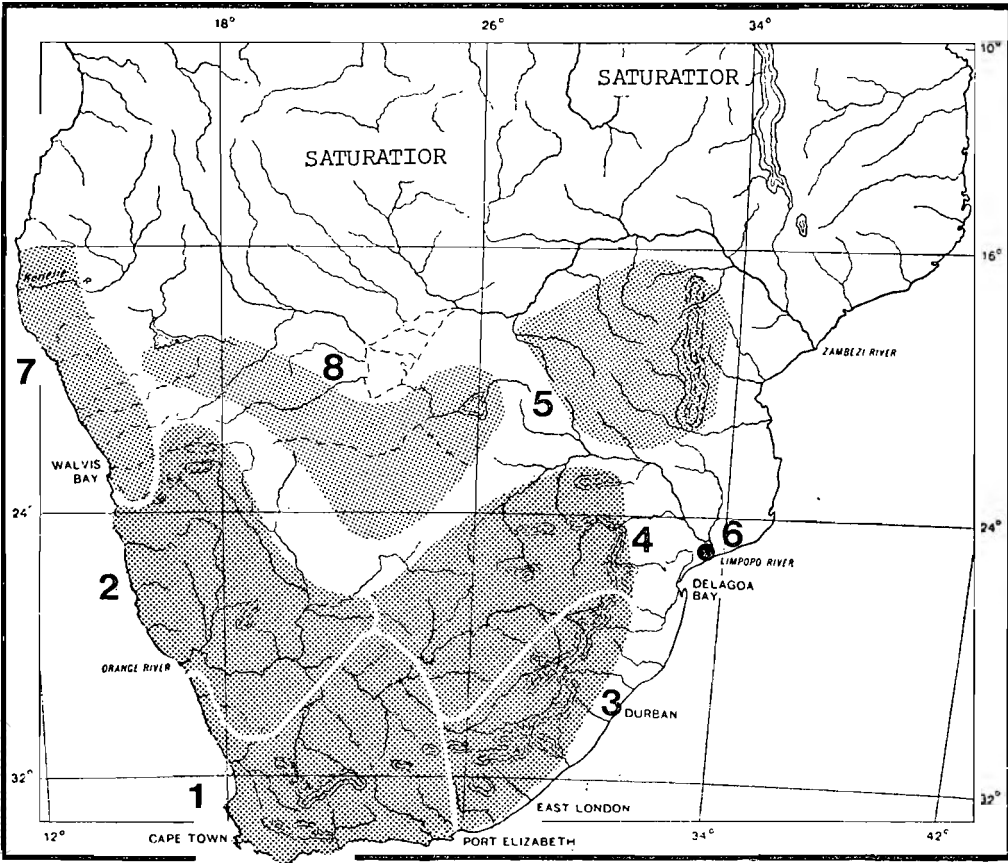 18° 26° 34°
10°
SATURATIOR
SATURATIOR
16°
ZAMBEZI RIVER
7
8
5
WALVIS
BAY
24°
24°
4
6
LIMPOPO RIVER
DELAGOA
BAY
2
ORANGE RIVER
3
DURBAN
32°
32°
1
EAST LONDON
CAPE TOWN
PORT ELIZABETH
12° 34° 42°